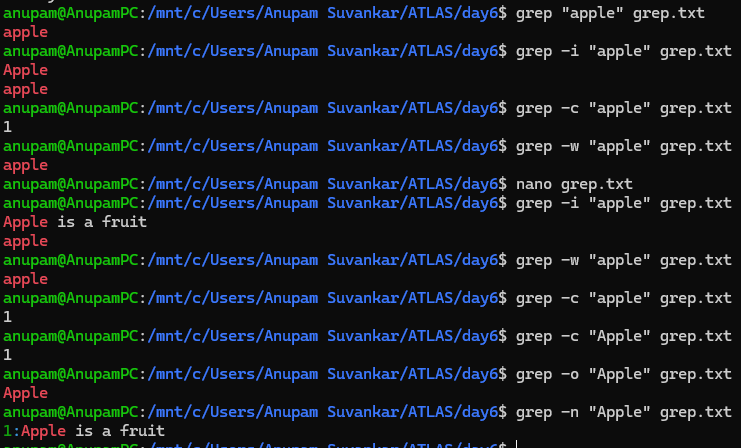 anupam@AnupamPC:/mnt/c/Users/Anupam Suvankar/ATLAS/day6$ grep "apple" grep.txt
apple
anupam@AnupamPC:/mnt/c/Users/Anupam Suvankar/ATLAS/day6$ grep -i "apple" grep.txt
Apple
apple
anupam@AnupamPC:/mnt/c/Users/Anupam Suvankar/ATLAS/day6$ grep -c "apple" grep.txt
1
anupam@AnupamPC:/mnt/c/Users/Anupam Suvankar/ATLAS/day6$ grep -w "apple" grep.txt
apple
anupam@AnupamPC:/mnt/c/Users/Anupam Suvankar/ATLAS/day6$ nano grep.txt
anupam@AnupamPC:/mnt/c/Users/Anupam Suvankar/ATLAS/day6$ grep -i "apple" grep.txt
Apple is a fruit
apple
anupam@AnupamPC:/mnt/c/Users/Anupam Suvankar/ATLAS/day6$ grep -w "apple" grep.txt
apple
anupam@AnupamPC:/mnt/c/Users/Anupam Suvankar/ATLAS/day6$ grep -c "apple" grep.txt
1
anupam@AnupamPC:/mnt/c/Users/Anupam Suvankar/ATLAS/day6$ grep -c "Apple" grep.txt
1
anupam@AnupamPC:/mnt/c/Users/Anupam Suvankar/ATLAS/day6$ grep -o "Apple" grep.txt
Apple
anupam@AnupamPC:/mnt/c/Users/Anupam Suvankar/ATLAS/day6$ grep -n "Apple" grep.txt
1:Apple is a fruit
anupam@AnupamPC:/mnt/c/Users/Anupam Suvankar/ATLAS/day6$